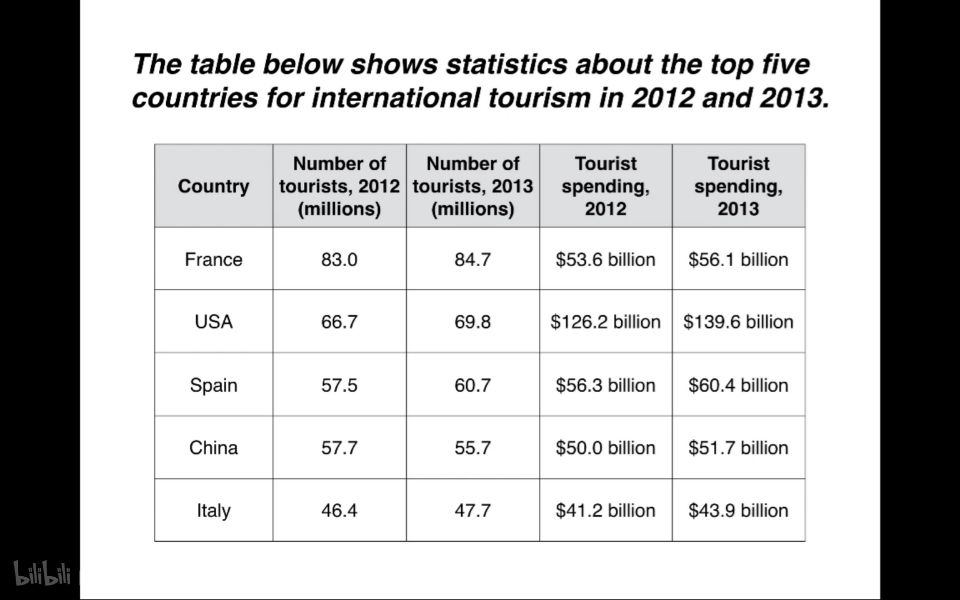 The table below shows statistics about the top five
countries for international tourism in 2012 and 2013.
Country
Number of
tourists, 2012
(millions)
Number of
tourists, 2013
(millions)
Tourist
spending,
2012
Tourist
spending,
2013
France 83.0 84.7 $53.6 billion $56.1 billion
USA 66.7 69.8 $126.2 billion $139.6 billion
Spain 57.5 60.7 $56.3 billion $60.4 billion
China 57.7 55.7 $50.0 billion $51.7 billion
Italy 46.4 47.7 $41.2 billion $43.9 billion
bilibili